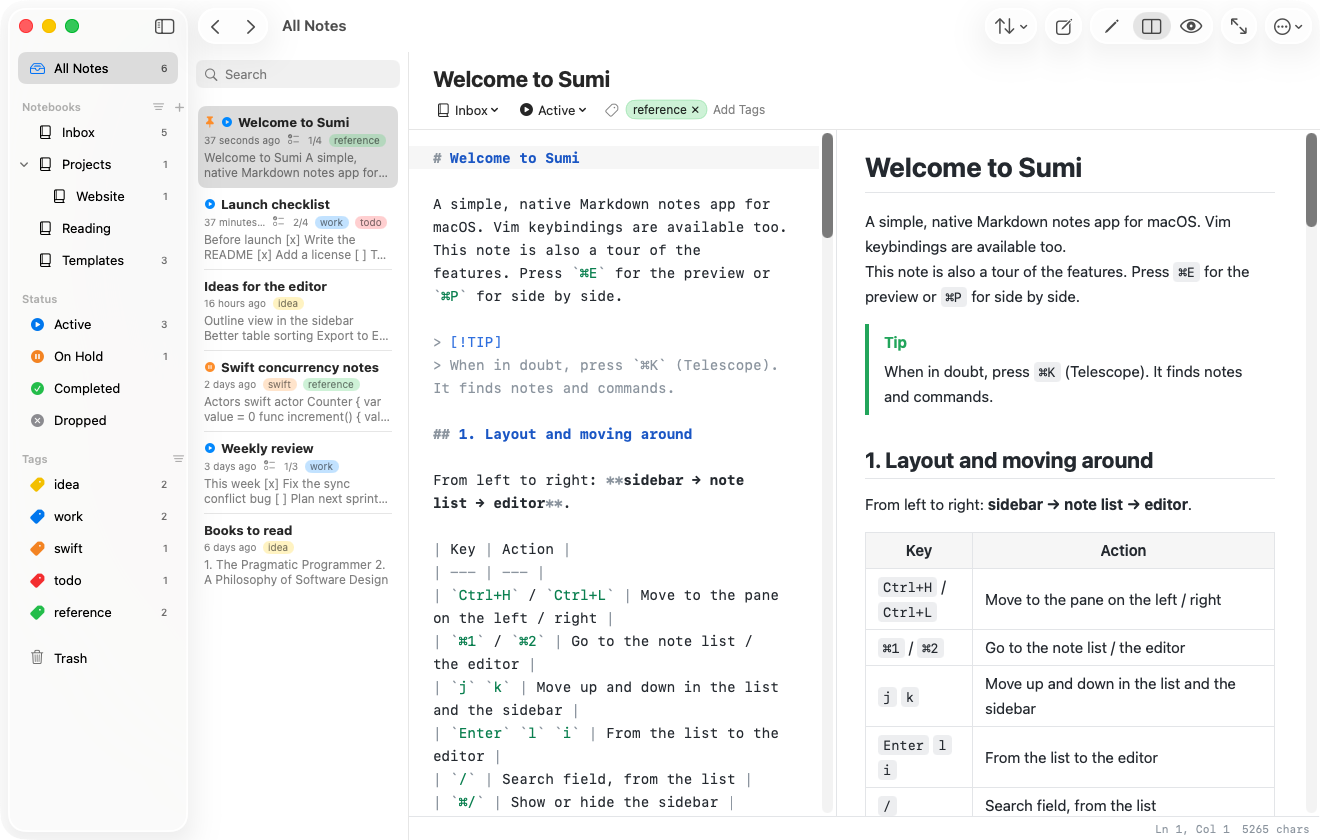 All Notes
All Notes 6
Notebooks
Inbox 5
Projects 1
Website 1
Reading
Templates 3
Status
Active 3
On Hold 1
Completed
Dropped
Tags
idea 2
work 2
swift 1
todo 1
reference 2
Trash
Search
Welcome to Sumi
37 seconds ago 1/4 reference
Welcome to Sumi A simple,
native Markdown notes app for…
Launch checklist
37 minutes… 2/4 work todo
Before launch [x] Write the
README [x] Add a license [ ] T…
Ideas for the editor
16 hours ago idea
Outline view in the sidebar
Better table sorting Export to E…
Swift concurrency notes
2 days ago swift reference
Actors swift actor Counter { var
value = 0 func increment() { val…
Weekly review
3 days ago 1/3 work
This week [x] Fix the sync
conflict bug [ ] Plan next sprint…
Books to read
6 days ago idea
1. The Pragmatic Programmer 2.
A Philosophy of Software Design
Welcome to Sumi
Inbox Active reference × Add Tags
# Welcome to Sumi
A simple, native Markdown notes app for
macOS. Vim keybindings are available too.
This note is also a tour of the
features. Press `⌘E` for the preview or
`⌘P` for side by side.
> [!TIP]
> When in doubt, press `⌘K` (Telescope).
It finds notes and commands.
## 1. Layout and moving around
From left to right: **sidebar → note
list → editor**.
| Key | Action |
| --- | --- |
| `Ctrl+H` / `Ctrl+L` | Move to the pane
on the left / right |
| `⌘1` / `⌘2` | Go to the note list /
the editor |
| `j` `k` | Move up and down in the list
and the sidebar |
| `Enter` `l` `i` | From the list to the
editor |
| `/` | Search field, from the list |
| `⌘/` | Show or hide the sidebar |
Welcome to Sumi
A simple, native Markdown notes app for macOS. Vim
keybindings are available too.
This note is also a tour of the features. Press ⌘E for the
preview or ⌘P for side by side.
Tip
When in doubt, press ⌘K (Telescope). It finds notes
and commands.
1. Layout and moving around
From left to right: sidebar → note list → editor.
Key Action
Ctrl+H /
Ctrl+L
Move to the pane on the left / right
⌘1 / ⌘2 Go to the note list / the editor
j k
Move up and down in the list and the
sidebar
Enter l
i
From the list to the editor
/ Search field, from the list
Ln 1, Col 1 5265 chars